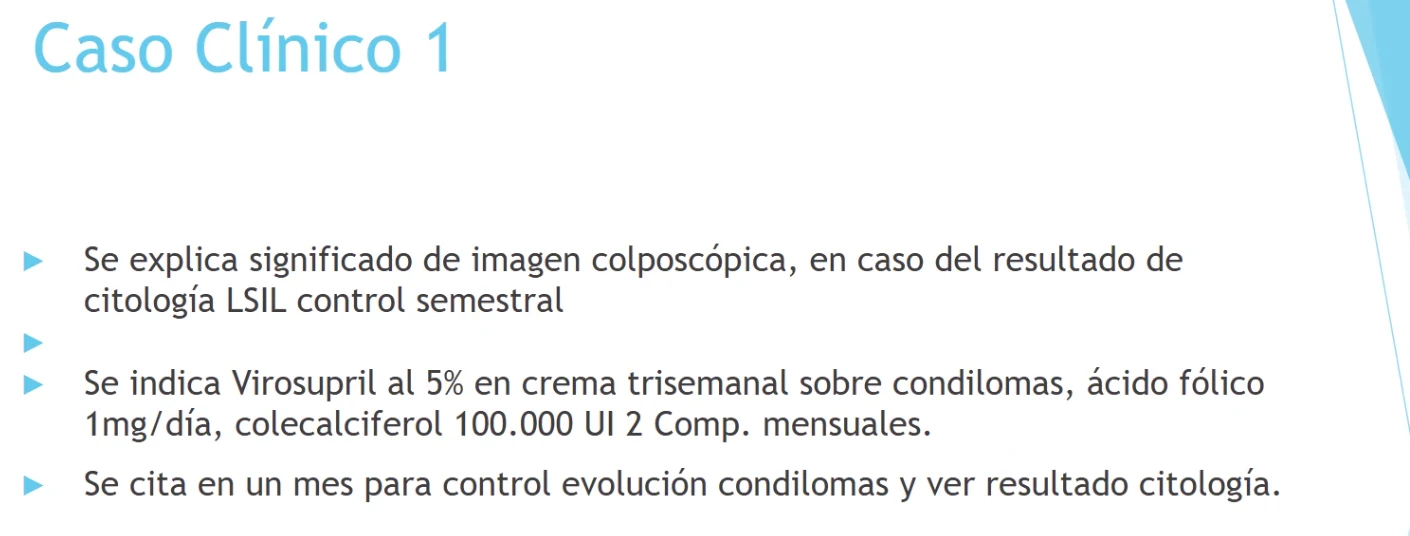 Caso Clínico 1
Se explica significado de imagen colposcópica, en caso del resultado de
citología LSIL control semestral
Se indica Virosupril al 5% en crema trisemanal sobre condilomas, ácido fólico
1mg/día, colecalciferol 100.000 UI 2 Comp. mensuales.
Se cita en un mes para control evolución condilomas y ver resultado citología.